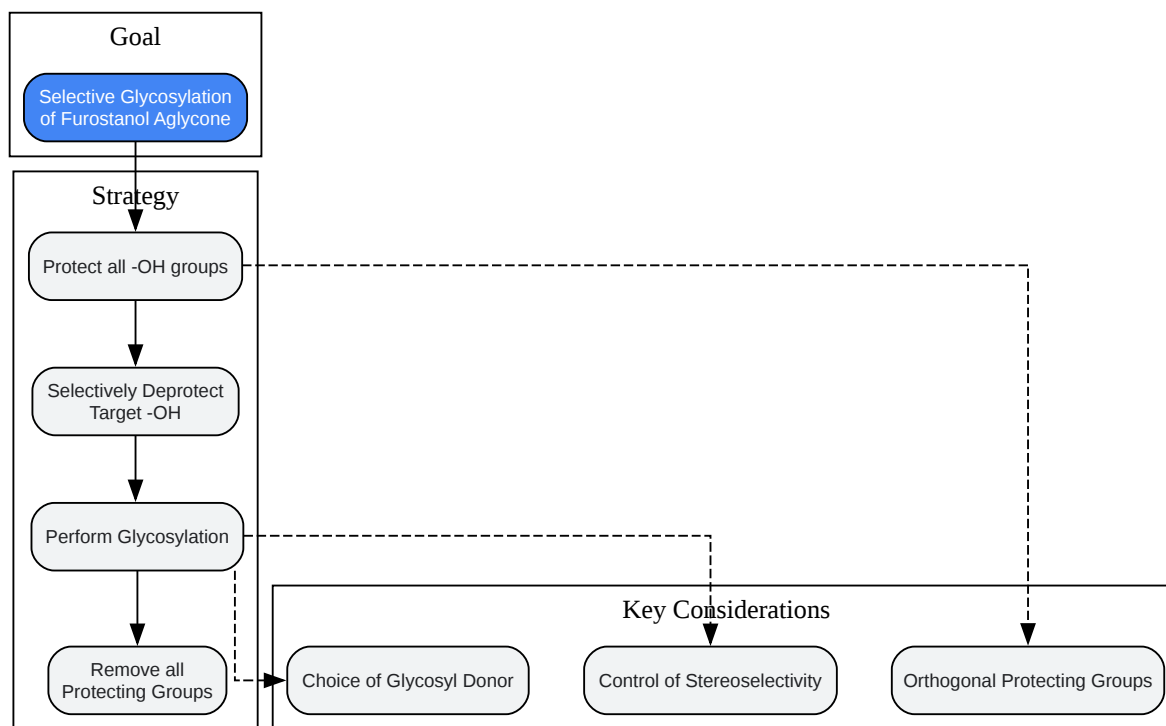 Goal
Selective Glycosylation
of Furostanol Aglycone
Strategy
Protect all -OH groups
Selectively Deprotect
Target -OH
Perform Glycosylation
Remove all
Protecting Groups
Key Considerations
Choice of Glycosyl Donor
Control of Stereoselectivity
Orthogonal Protecting Groups